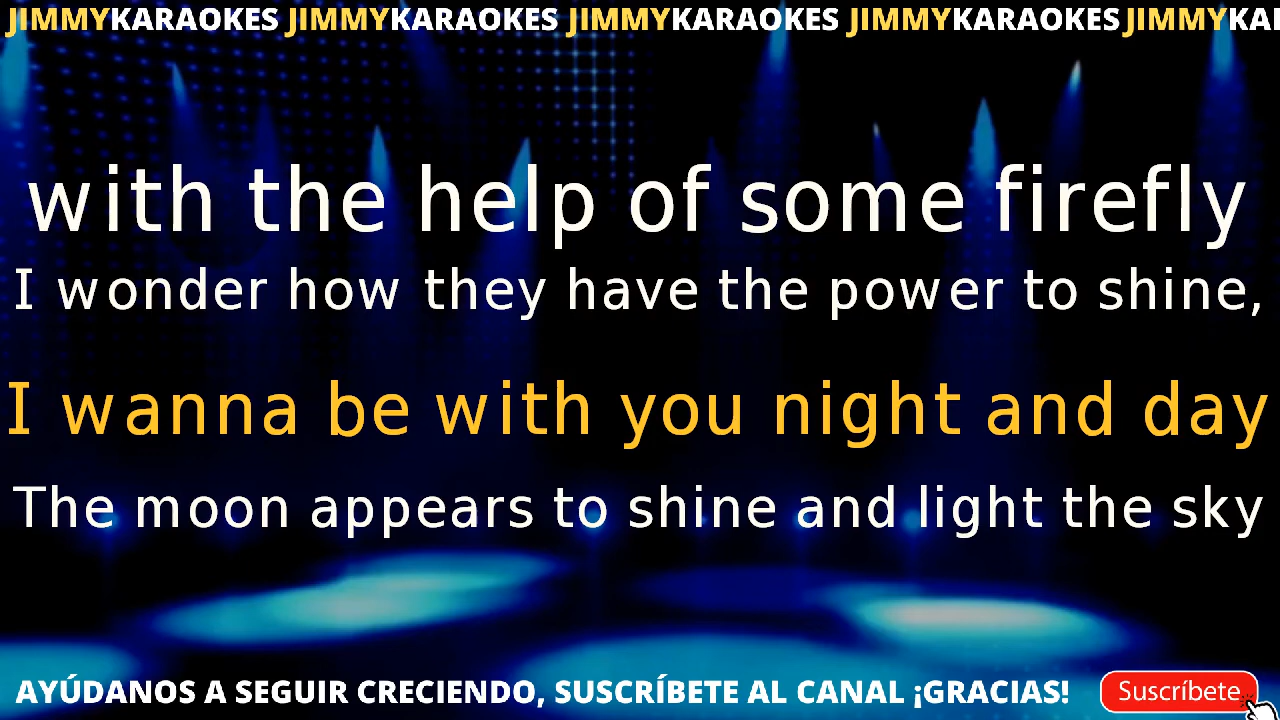 JIMMYKARAOKES JIMMYKARAOKES JIMMYKARAOKES JIMMYKARAOKES JIMMYKA
with the help of some firefly
I wonder how they have the power to shine,
I wanna be with you night and day
The moon appears to shine and light the sky
AYÚDANOS A SEGUIR CRECIENDO, SUSCRÍBETE AL CANAL ¡GRACIAS! Suscríbete